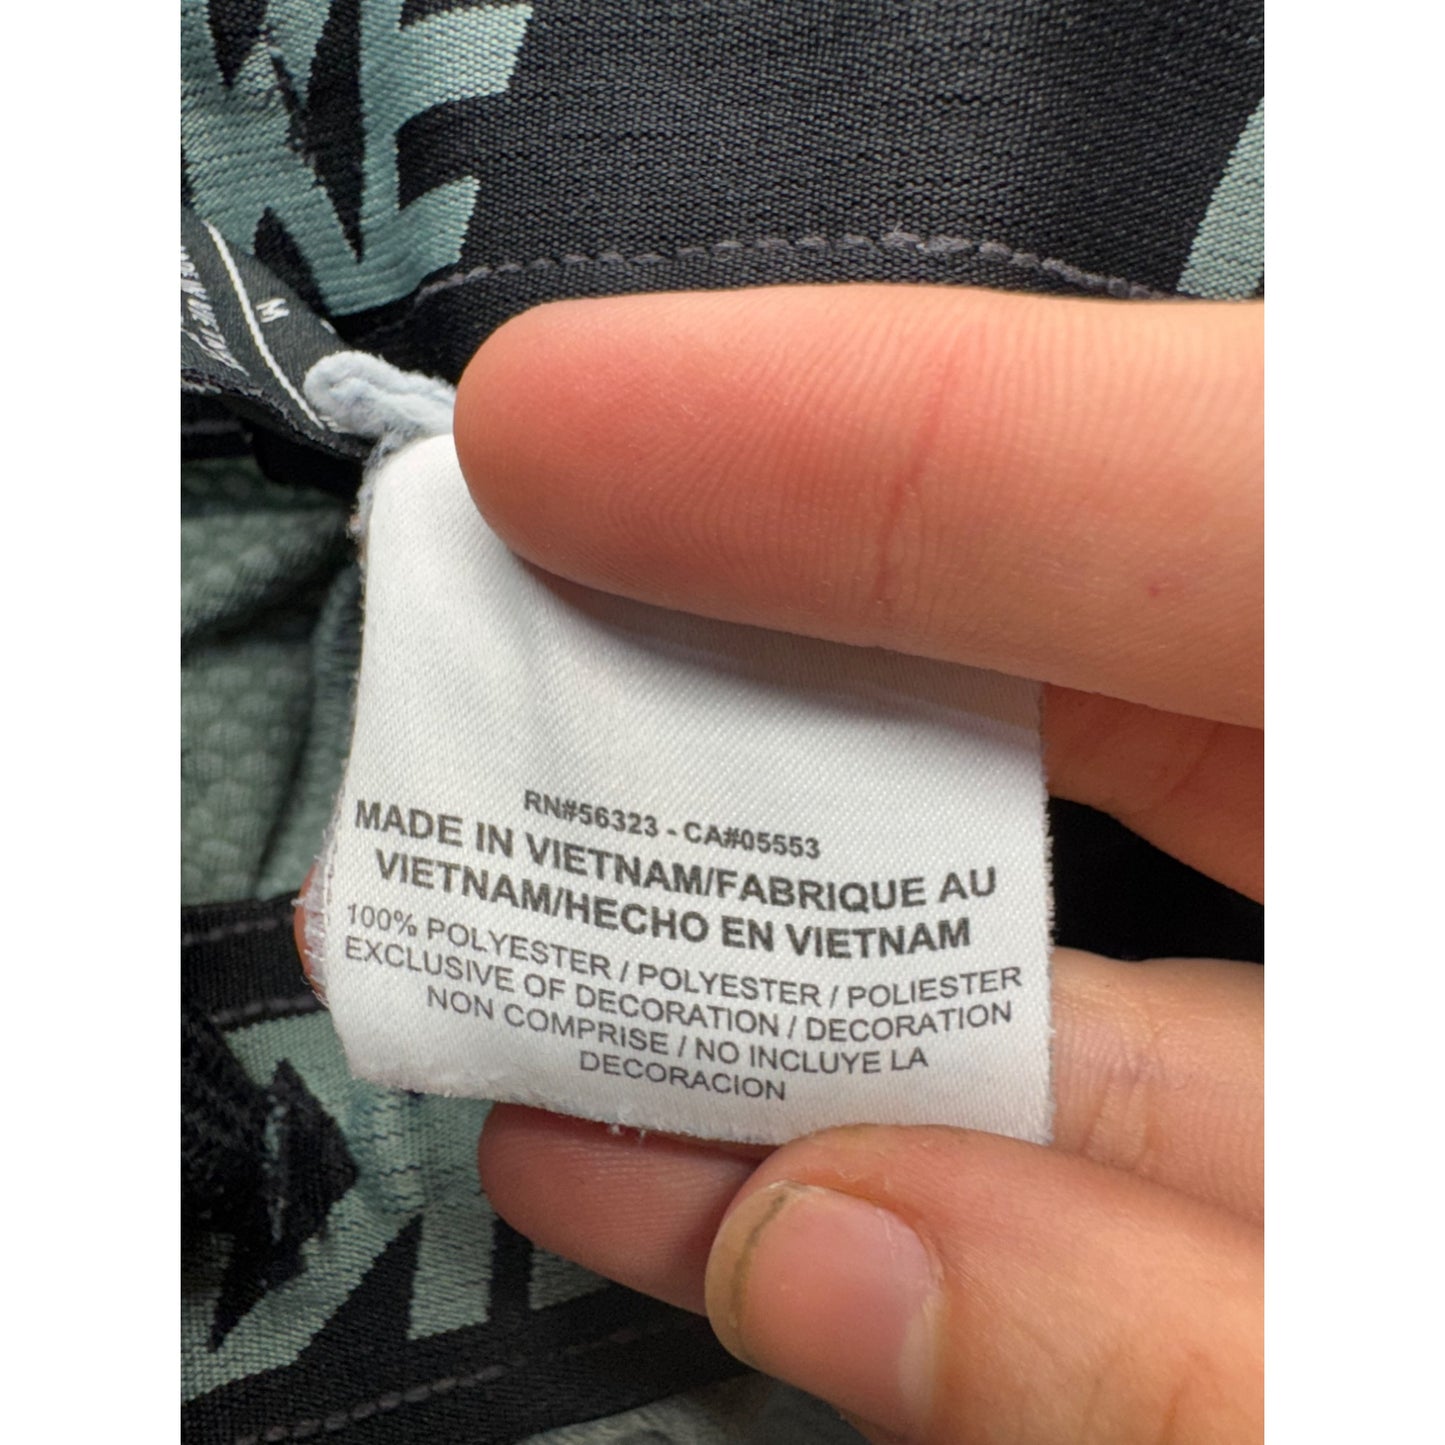 M
RN#56323 - CA#05553
MADE IN VIETNAM/FABRIQUE AU
VIETNAM/HECHO EN VIETNAM
100% POLYESTER / POLYESTER / POLIESTER
EXCLUSIVE OF DECORATION / DECORATION
NON COMPRISE / NO INCLUYE LA
DECORACION